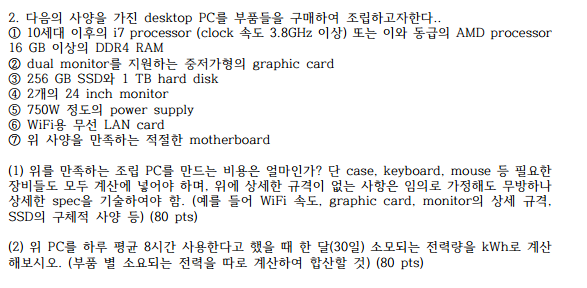 2. 다음의 사양을 가진 desktop PC를 부품들을 구매하여 조립하고자한다..
① 10세대 이후의 i7 processor (clock 속도 3.8GHz 이상) 또는 이와 동급의 AMD processor
16 GB 이상의 DDR4 RAM
② dual monitor를 지원하는 중저가형의 graphic card
③ 256 GB SSD와 1 TB hard disk
④ 2개의 24 inch monitor
⑤ 750W 정도의 power supply
⑥ WiFi용 무선 LAN card
⑦ 위 사양을 만족하는 적절한 motherboard
(1) 위를 만족하는 조립 PC를 만드는 비용은 얼마인가? 단 case, keyboard, mouse 등 필요한
장비들도 모두 계산에 넣어야 하며, 위에 상세한 규격이 없는 사항은 임의로 가정해도 무방하나
상세한 spec을 기술하여야 함. (예를 들어 WiFi 속도, graphic card, monitor의 상세 규격,
SSD의 구체적 사양 등) (80 pts)
(2) 위 PC를 하루 평균 8시간 사용한다고 했을 때 한 달(30일) 소모되는 전력량을 kWh로 계산
해보시오. (부품 별 소요되는 전력을 따로 계산하여 합산할 것) (80 pts)